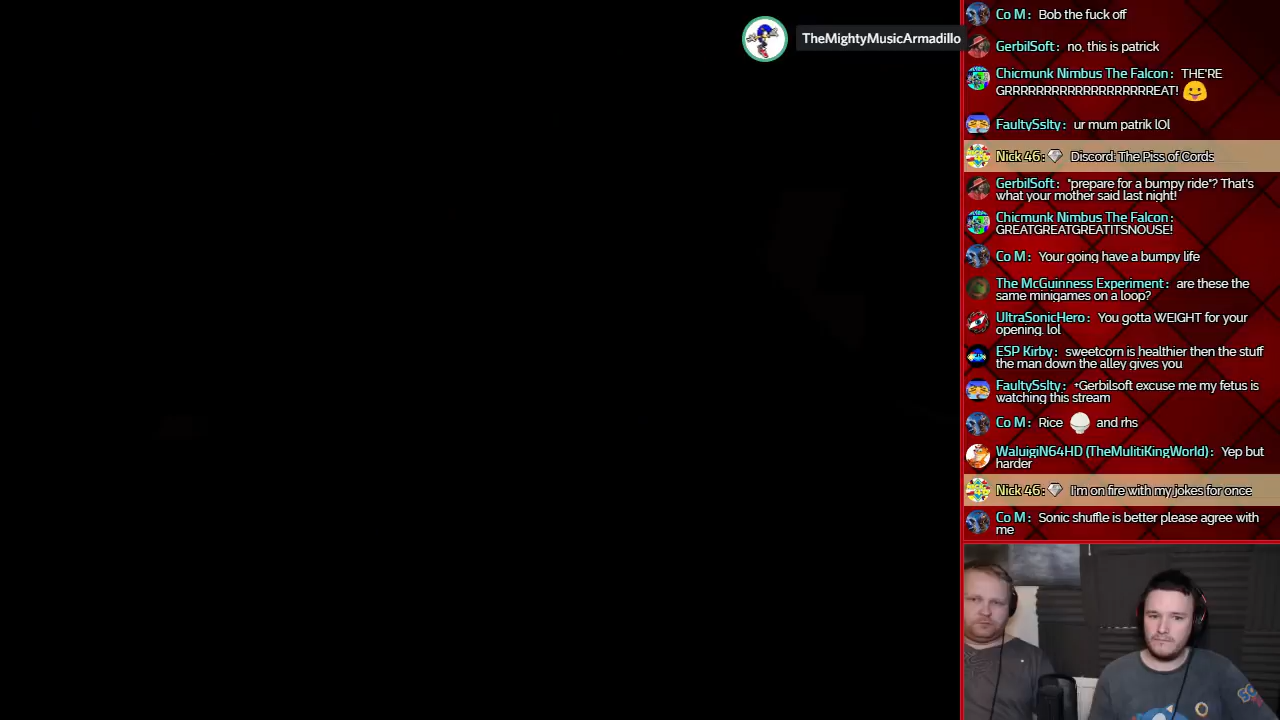 TheMightyMusicArmadillo
Co M: Bob the fuck off
GerbilSoft: no, this is patrick
Chicmunk Nimbus The Falcon: THE'RE
GRRRRRRRRRRRRRRRRRREAT!
FaultySsIty: ur mum patrik lOl
Nick 46: Discord: The Piss of Cords
GerbilSoft: "prepare for a bumpy ride"? That's
what your mother said last night!
Chicmunk Nimbus The Falcon:
GREATGREATGREATITSNOUSE!
Co M: Your going have a bumpy life
The McGuinness Experiment: are these the
same minigames on a loop?
UltraSonicHero: You gotta WEIGHT for your
opening. lol
ESP Kirby: sweetcorn is healthier then the stuff
the man down the alley gives you
FaultySsIty: *Gerbilsoft excuse me my fetus is
watching this stream
Co M: Rice and rhs
WaluigiN64HD (TheMulitiKingWorld): Yep but
harder
Nick 46: I'm on fire with my jokes for once
Co M: Sonic shuffle is better please agree with
me